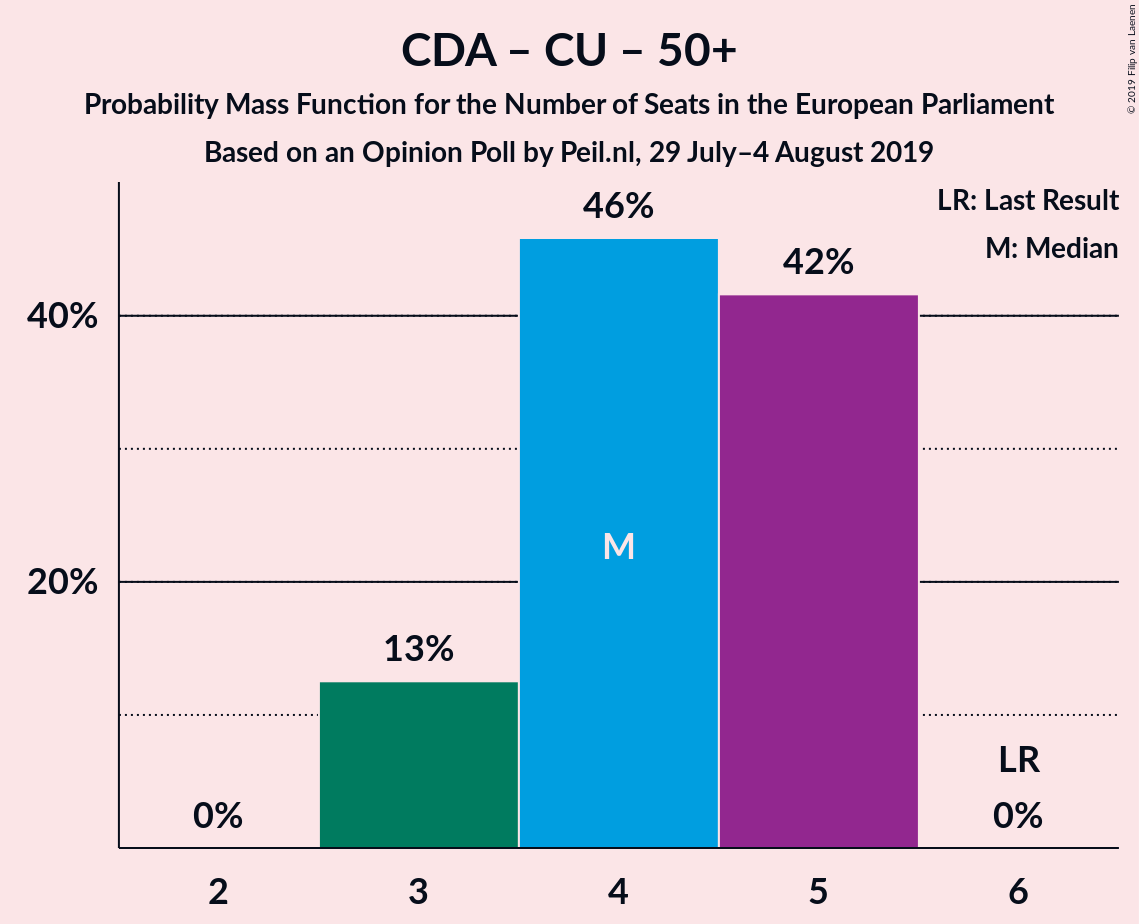 CDA – CU – 50+
Probability Mass Function for the Number of Seats in the European Parliament
Based on an Opinion Poll by Peil.nl, 29 July–4 August 2019
© 2019 Filip van Laenen
LR: Last Result
M: Median
46%
42%
40%
M
20%
13%
LR
0%
0%
2
3
4
5
6